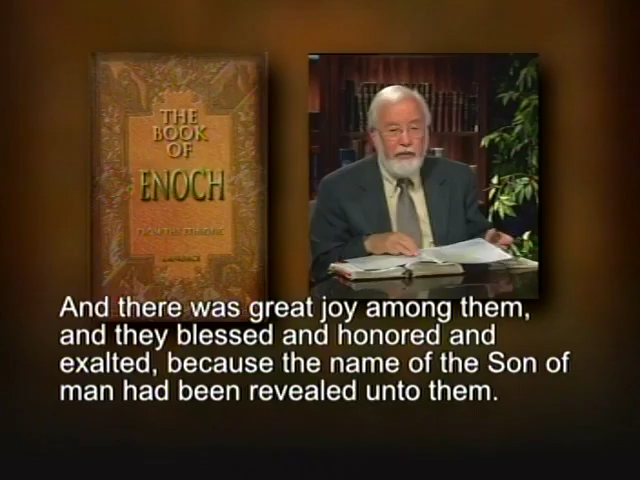 THE
BOOK
OF
ENOCH
LAURENCE
And there was great joy among them,
and they blessed and honored and
exalted, because the name of the Son of
man had been revealed unto them.